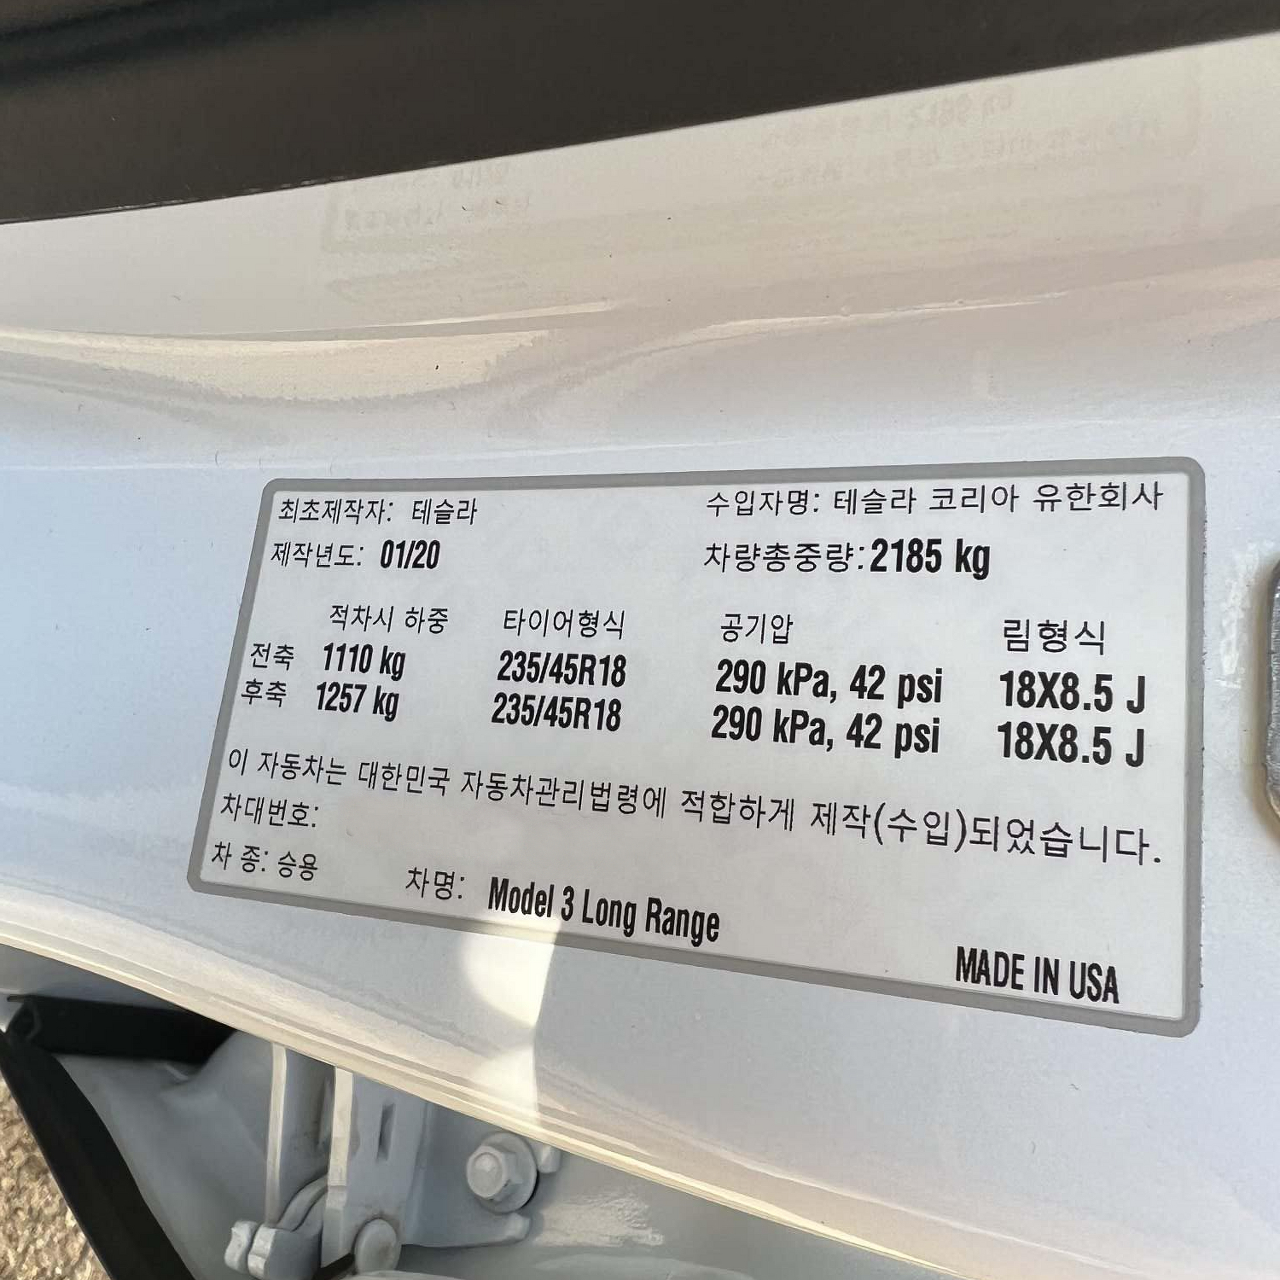 최초제작자: 테슬라 수입자명: 테슬라 코리아 유한회사
제작년도: 01/20 차량총중량: 2185 kg
적차시 하중 타이어형식 공기압 림형식
전축 1110 kg 235/45R18 290 kPa, 42 psi 18X8.5 J
후축 1257 kg 235/45R18 290 kPa, 42 psi 18X8.5 J
이 자동차는 대한민국 자동차관리법령에 적합하게 제작(수입)되었습니다.
차대번호:
차 종: 승용 차명: Model 3 Long Range
MADE IN USA